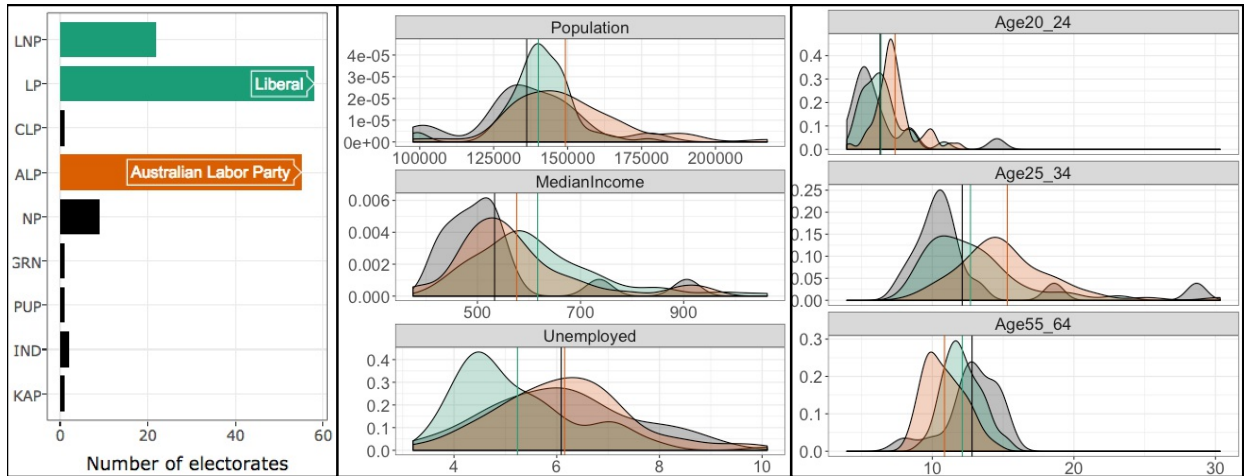 LNP
LP
Liberal
CLP
ALP
Australian Labor Party
NP
GRN
PUP
IND
KAP
0 20 40 60
Number of electorates
Population
4e-05
3e-05
2e-05
1e-05
0e+00
100000 125000 150000 175000 200000
MedianIncome
0.006
0.004
0.002
0.000
500 700 900
Unemployed
0.4
0.3
0.2
0.1
0.0
4 6 8 10
Age20_24
0.4
0.3
0.2
0.1
0.0
Age25_34
0.25
0.20
0.15
0.10
0.05
0.00
Age55_64
0.3
0.2
0.1
0.0
10 20 30